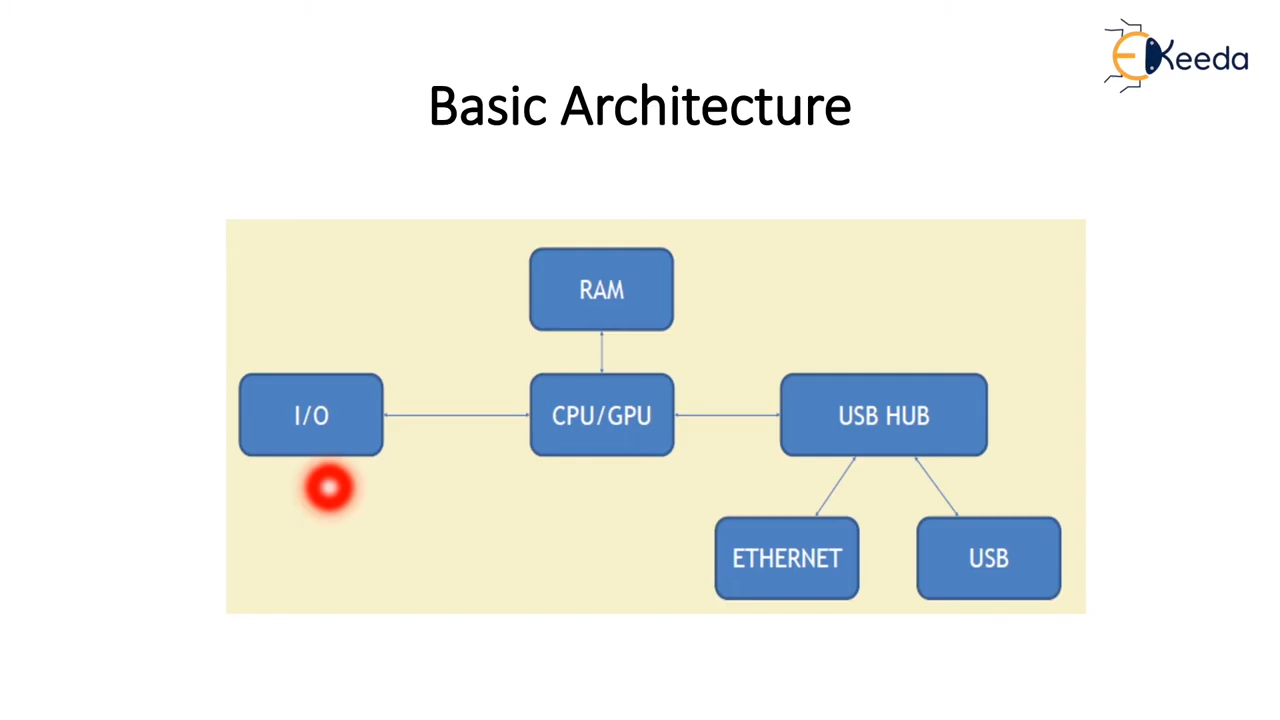 EKeeda
Basic Architecture
RAM
I/O
CPU/GPU
USB HUB
ETHERNET
USB